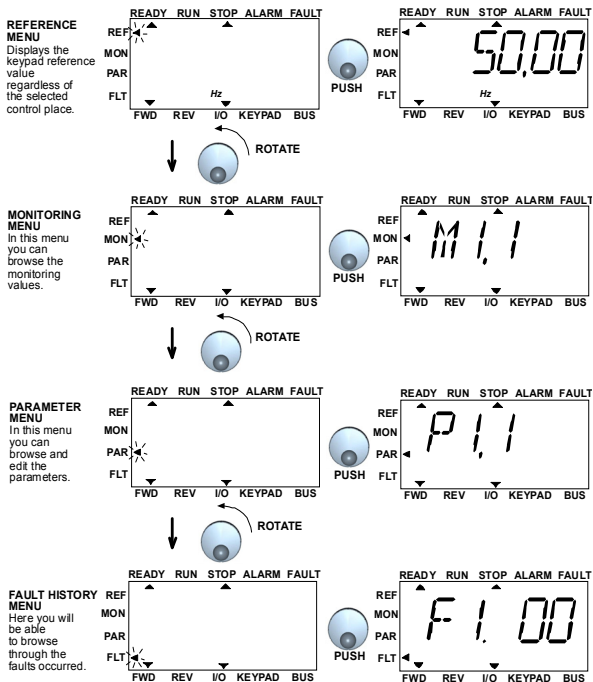 READY RUN STOP ALARM FAULT
READY RUN STOP ALARM FAULT
REFERENCE
MENU
Displays the
keypad reference
value
regardless of
the selected
control place.
REF
MON
PAR
FLT
Hz
FWD REV I/O KEYPAD BUS
PUSH
REF
MON
PAR
FLT
50,00
Hz
FWD REV I/O KEYPAD BUS
ROTATE
READY RUN STOP ALARM FAULT
READY RUN STOP ALARM FAULT
MONITORING
MENU
In this menu
you can
browse the
monitoring
values.
REF
MON
PAR
FLT
FWD REV I/O KEYPAD BUS
PUSH
REF
MON
PAR
FLT
M1,1
FWD REV I/O KEYPAD BUS
ROTATE
READY RUN STOP ALARM FAULT
READY RUN STOP ALARM FAULT
PARAMETER
MENU
In this menu
you can
browse and
edit the
parameters.
REF
MON
PAR
FLT
FWD REV I/O KEYPAD BUS
PUSH
REF
MON
PAR
FLT
P1,1
FWD REV I/O KEYPAD BUS
ROTATE
READY RUN STOP ALARM FAULT
READY RUN STOP ALARM FAULT
FAULT HISTORY
MENU
Here you will
be able
to browse
through the
faults occurred.
REF
MON
PAR
FLT
FWD REV I/O KEYPAD BUS
PUSH
REF
MON
PAR
FLT
F1. 00
FWD REV I/O KEYPAD BUS